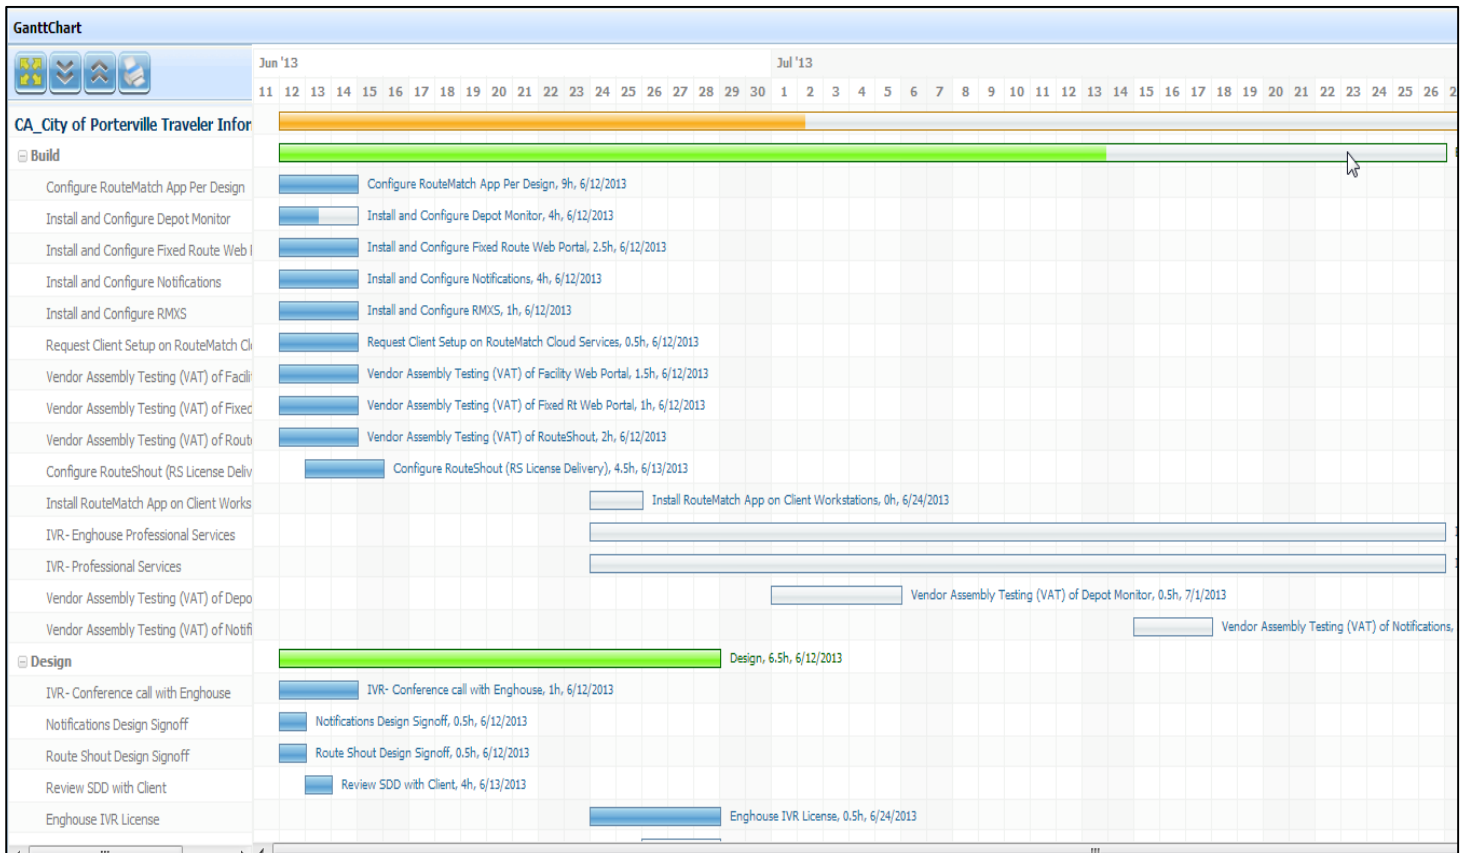 GanttChart
Jun '13 Jul '13
11 12 13 14 15 16 17 18 19 20 21 22 23 24 25 26 27 28 29 30 1 2 3 4 5 6 7 8 9 10 11 12 13 14 15 16 17 18 19 20 21 22 23 24 25 26 2
CA_City of Porterville Traveler Infor
Build
Configure RouteMatch App Per Design Configure RouteMatch App Per Design, 9h, 6/12/2013
Install and Configure Depot Monitor Install and Configure Depot Monitor, 4h, 6/12/2013
Install and Configure Fixed Route Web Install and Configure Fixed Route Web Portal, 2.5h, 6/12/2013
Install and Configure Notifications Install and Configure Notifications, 4h, 6/12/2013
Install and Configure RMXS Install and Configure RMXS, 1h, 6/12/2013
Request Client Setup on RouteMatch Cl Request Client Setup on RouteMatch Cloud Services, 0.5h, 6/12/2013
Vendor Assembly Testing (VAT) of Facili Vendor Assembly Testing (VAT) of Facility Web Portal, 1.5h, 6/12/2013
Vendor Assembly Testing (VAT) of Fixed Vendor Assembly Testing (VAT) of Fixed Rt Web Portal, 1h, 6/12/2013
Vendor Assembly Testing (VAT) of Rout Vendor Assembly Testing (VAT) of RouteShout, 2h, 6/12/2013
Configure RouteShout (RS License Deliv Configure RouteShout (RS License Delivery), 4.5h, 6/13/2013
Install RouteMatch App on Client Works Install RouteMatch App on Client Workstations, 0h, 6/24/2013
IVR- Enghouse Professional Services
IVR- Professional Services
Vendor Assembly Testing (VAT) of Depo Vendor Assembly Testing (VAT) of Depot Monitor, 0.5h, 7/1/2013
Vendor Assembly Testing (VAT) of Notifi Vendor Assembly Testing (VAT) of Notifications,
Design Design, 6.5h, 6/12/2013
IVR- Conference call with Enghouse IVR- Conference call with Enghouse, 1h, 6/12/2013
Notifications Design Signoff Notifications Design Signoff, 0.5h, 6/12/2013
Route Shout Design Signoff Route Shout Design Signoff, 0.5h, 6/12/2013
Review SDD with Client Review SDD with Client, 4h, 6/13/2013
Enghouse IVR License Enghouse IVR License, 0.5h, 6/24/2013